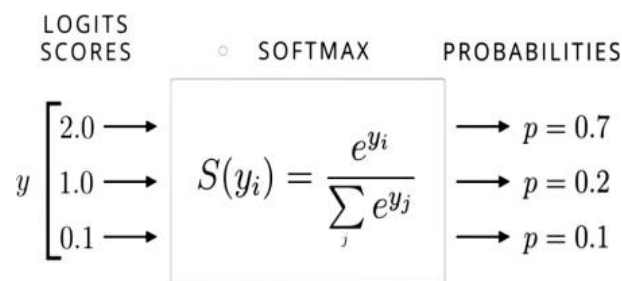 LOGITS
SCORES SOFTMAX PROBABILITIES
2.0 → → p = 0.7
y [ 1.0 → S(y_i) = e^{y_i} / ∑_j e^{y_j} → p = 0.2
0.1 → → p = 0.1